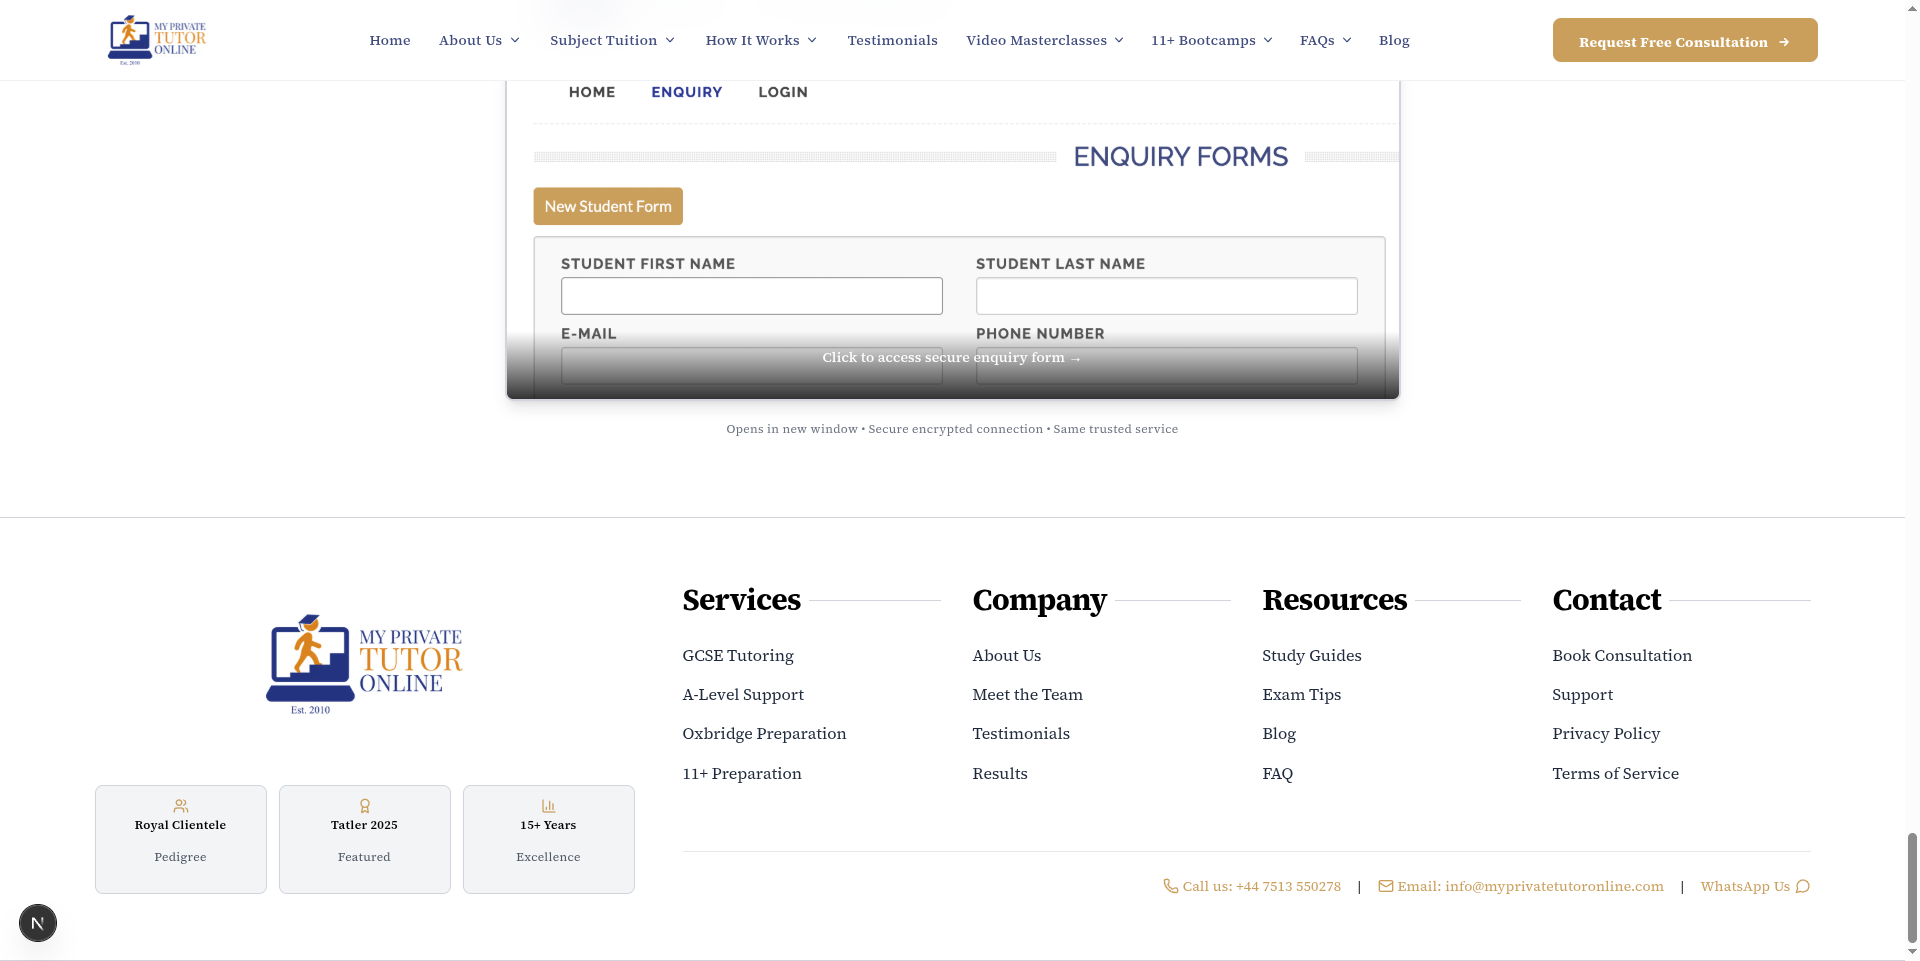 MY PRIVATE
TUTOR
ONLINE
Est. 2010
Home
About Us
Subject Tuition
How It Works
Testimonials
Video Masterclasses
11+ Bootcamps
FAQs
Blog
Request Free Consultation →
HOME
ENQUIRY
LOGIN
ENQUIRY FORMS
New Student Form
STUDENT FIRST NAME
STUDENT LAST NAME
E-MAIL
PHONE NUMBER
Click to access secure enquiry form →
Opens in new window • Secure encrypted connection • Same trusted service
MY PRIVATE
TUTOR
ONLINE
Est. 2010
Royal Clientele
Pedigree
Tatler 2025
Featured
15+ Years
Excellence
Services
GCSE Tutoring
A-Level Support
Oxbridge Preparation
11+ Preparation
Company
About Us
Meet the Team
Testimonials
Results
Resources
Study Guides
Exam Tips
Blog
FAQ
Contact
Book Consultation
Support
Privacy Policy
Terms of Service
Call us: +44 7513 550278 | Email: info@myprivatetutoronline.com | WhatsApp Us
N